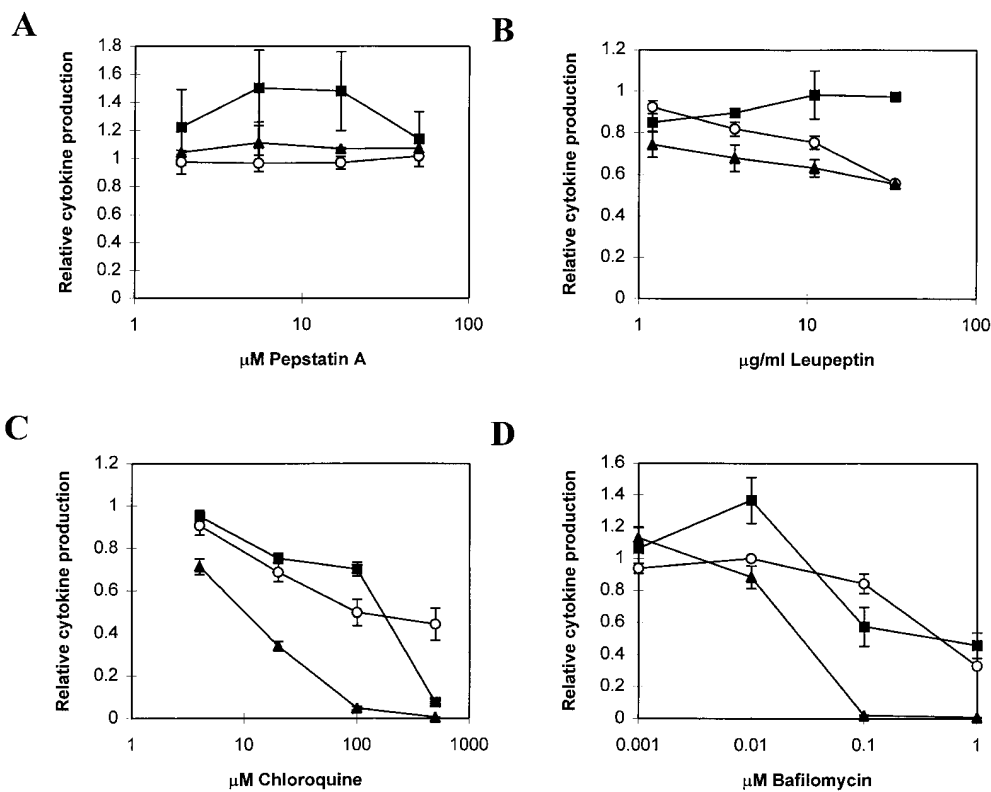 A
Relative cytokine production
1.8
1.6
1.4
1.2
1
0.8
0.6
0.4
0.2
0
1 10 100
µM Pepstatin A
B
Relative cytokine production
1.2
1
0.8
0.6
0.4
0.2
0
1 10 100
µg/ml Leupeptin
C
Relative cytokine production
1.2
1
0.8
0.6
0.4
0.2
0
1 10 100 1000
µM Chloroquine
D
Relative cytokine production
1.6
1.4
1.2
1
0.8
0.6
0.4
0.2
0
0.001 0.01 0.1 1
µM Bafilomycin